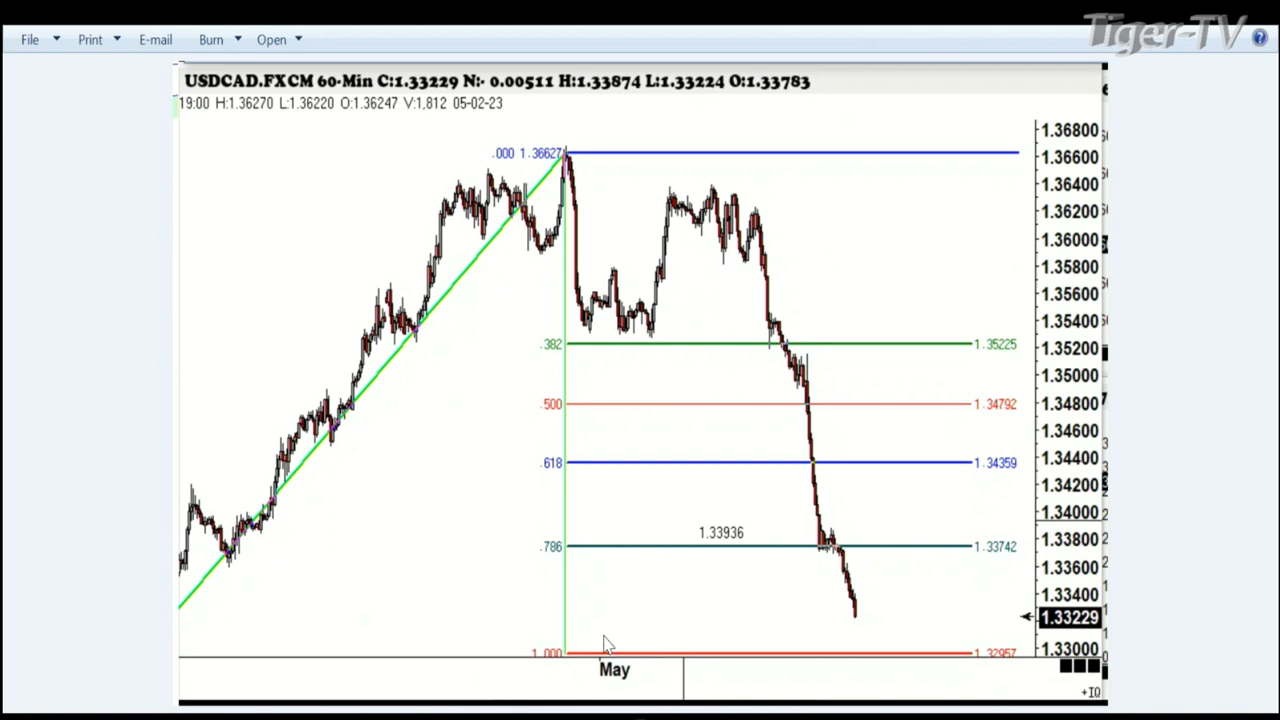 Tiger-TV
File Print E-mail Burn Open ?
USDCAD.FXCM 60-Min C:1.33229 N:- 0.00511 H:1.33874 L:1.33224 O:1.33783
19:00 H:1.36270 L:1.36220 O:1.36247 V:1,812 05-02-23
1.36800
.000 1.36627
1.36600
1.36400
1.36200
1.36000
1.35800
1.35600
1.35400
.382 1.35225 1.35200
1.35000
.500 1.34792 1.34800
1.34600
.618 1.34359 1.34400
1.34200
1.34000
1.33936
1.33800
.786 1.33742
1.33600
1.33400
1.33229
1.33000
1.000 1.32957
May
+IQ